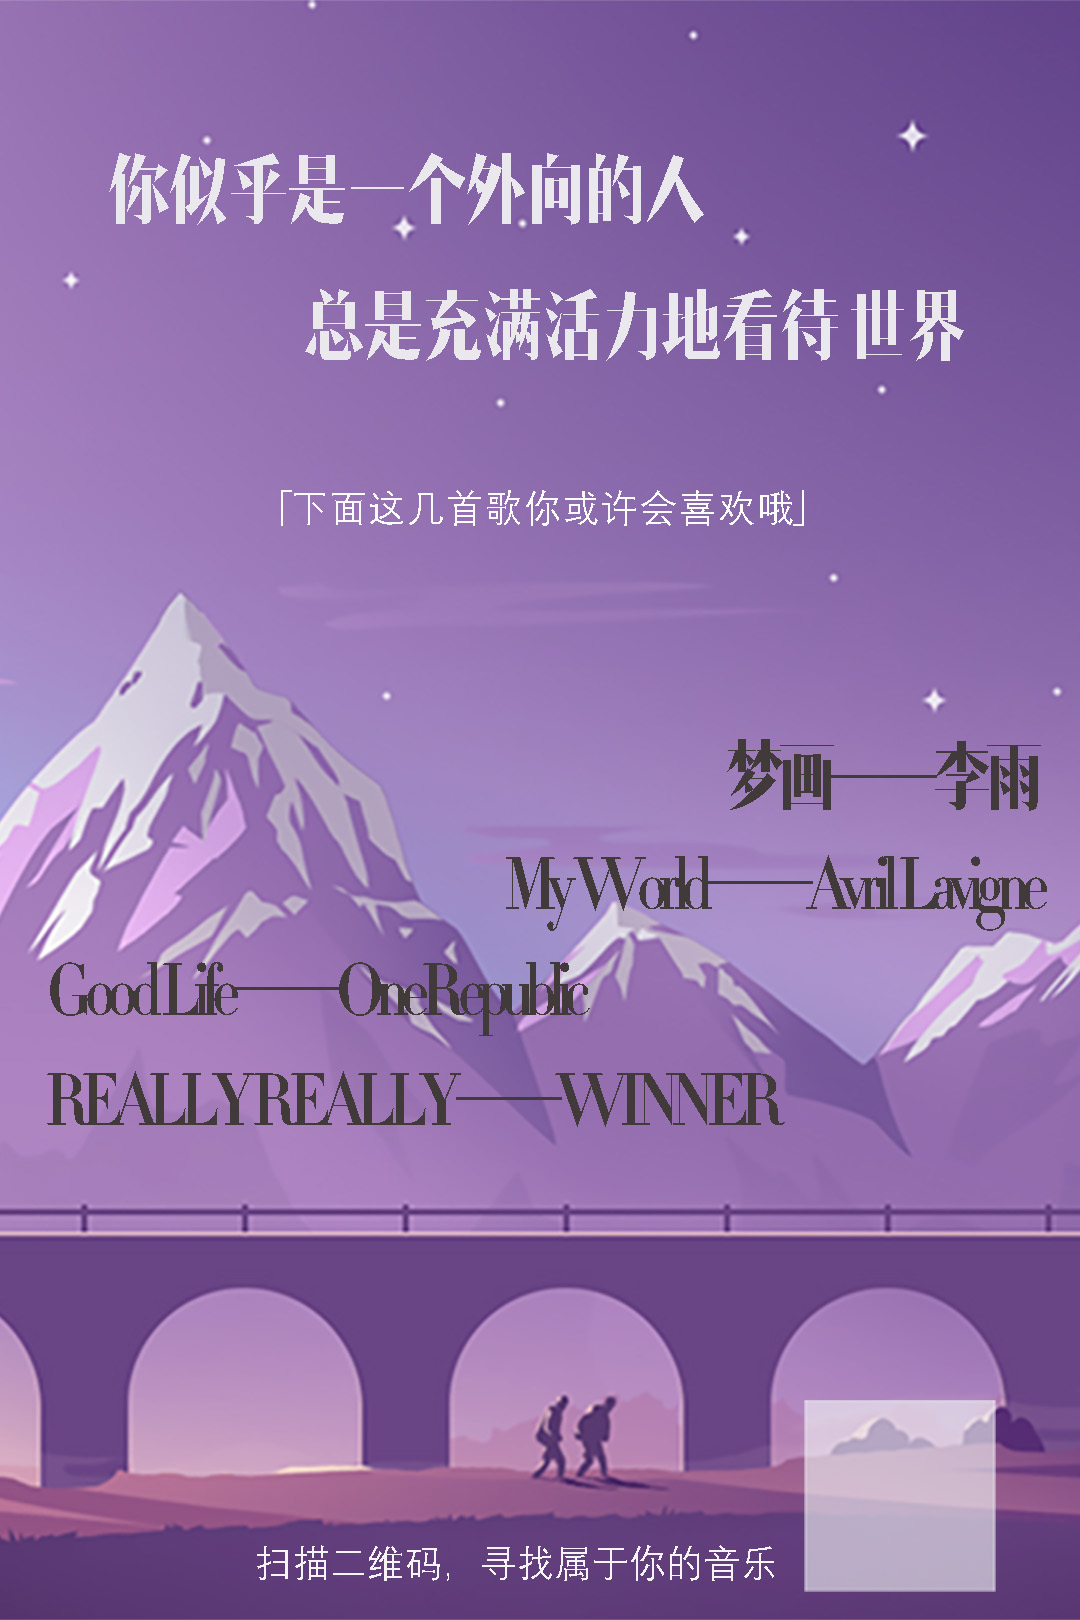 你似乎是一个外向的人
总是充满活力地看待世界
「下面这几首歌你或许会喜欢哦」
梦画——李雨
My World——Avril Lavigne
Good Life——OneRepublic
REALLY REALLY——WINNER
扫描二维码，寻找属于你的音乐